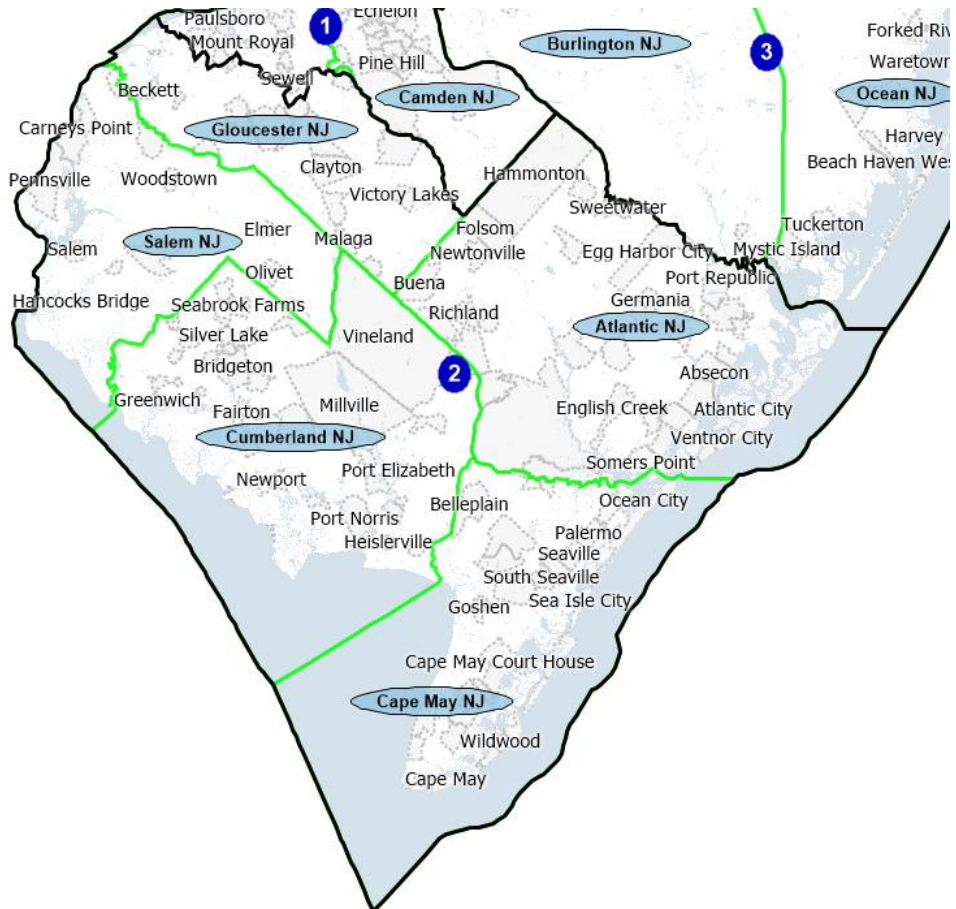 Echelon
Paulsboro
1
Mount Royal
Burlington NJ
3
Forked Riv
Pine Hill
Waretown
Sewell
Beckett
Camden NJ
Ocean NJ
Carneys Point
Gloucester NJ
Harvey
Clayton
Beach Haven Wes
Pennsville
Woodstown
Hammonton
Victory Lakes
Sweetwater
Elmer
Folsom
Tuckerton
Salem
Salem NJ
Malaga
Newtonville
Egg Harbor City
Mystic Island
Olivet
Port Republic
Buena
Hancocks Bridge
Seabrook Farms
Germania
Richland
Silver Lake
Vineland
Atlantic NJ
Bridgeton
2
Absecon
Greenwich
Fairton
Millville
English Creek
Atlantic City
Cumberland NJ
Ventnor City
Newport
Port Elizabeth
Somers Point
Belleplain
Ocean City
Port Norris
Palermo
Heislerville
Seaville
South Seaville
Goshen
Sea Isle City
Cape May Court House
Cape May NJ
Wildwood
Cape May